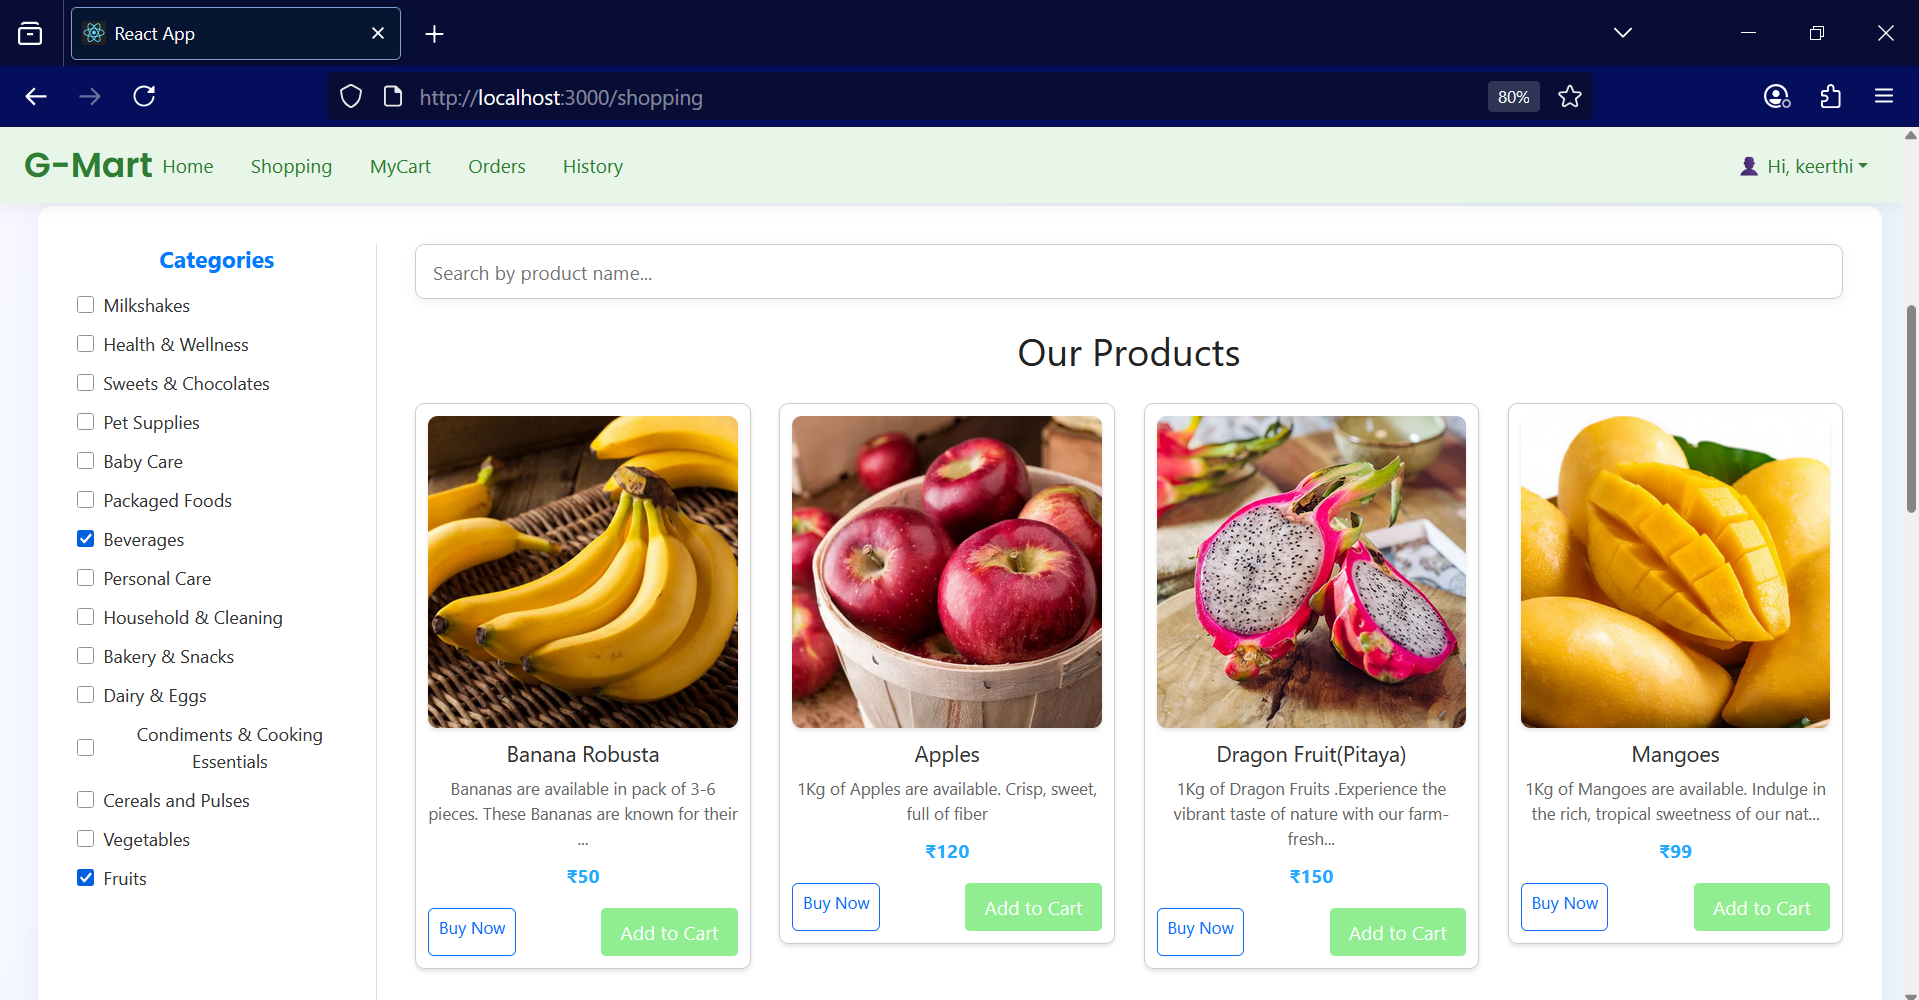 React App
http://localhost:3000/shopping
80%
G-Mart Home Shopping MyCart Orders History
Hi, keerthi
Categories
Milkshakes
Health & Wellness
Sweets & Chocolates
Pet Supplies
Baby Care
Packaged Foods
Beverages
Personal Care
Household & Cleaning
Bakery & Snacks
Dairy & Eggs
Condiments & Cooking
Essentials
Cereals and Pulses
Vegetables
Fruits
Search by product name...
Our Products
Banana Robusta
Bananas are available in pack of 3-6
pieces. These Bananas are known for their
...
₹50
Buy Now
Add to Cart
Apples
1Kg of Apples are available. Crisp, sweet,
full of fiber
₹120
Buy Now
Add to Cart
Dragon Fruit(Pitaya)
1Kg of Dragon Fruits .Experience the
vibrant taste of nature with our farm-
fresh...
₹150
Buy Now
Add to Cart
Mangoes
1Kg of Mangoes are available. Indulge in
the rich, tropical sweetness of our nat...
₹99
Buy Now
Add to Cart